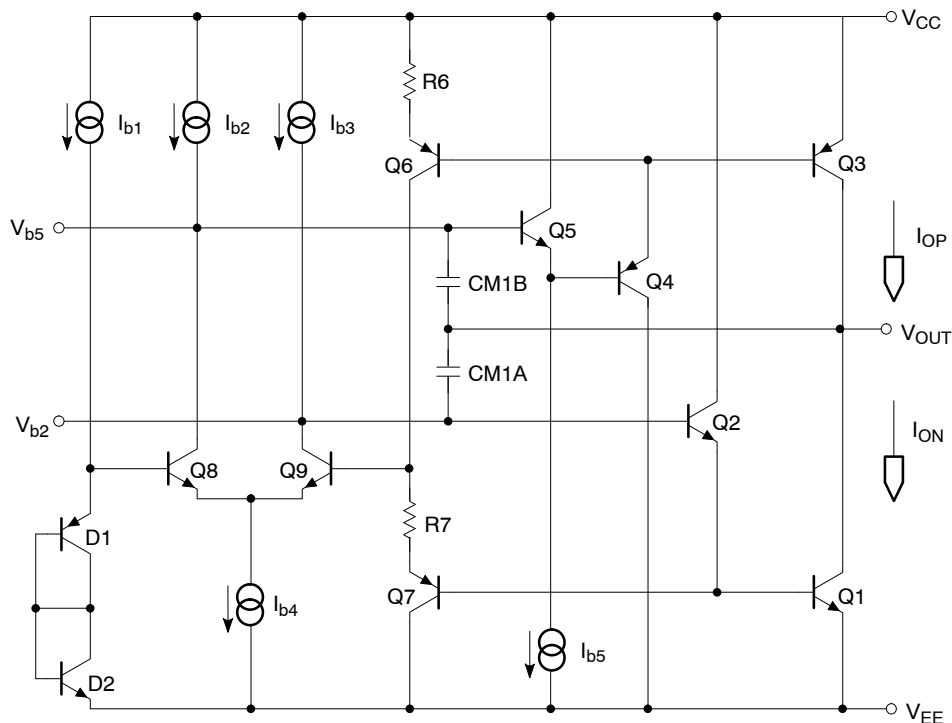 V_CC
R6
I_b1
I_b2
I_b3
Q6
Q3
V_b5
Q5
I_OP
Q4
CM1B
V_OUT
CM1A
V_b2
Q2
I_ON
Q8
Q9
R7
D1
Q7
Q1
I_b4
I_b5
D2
V_EE